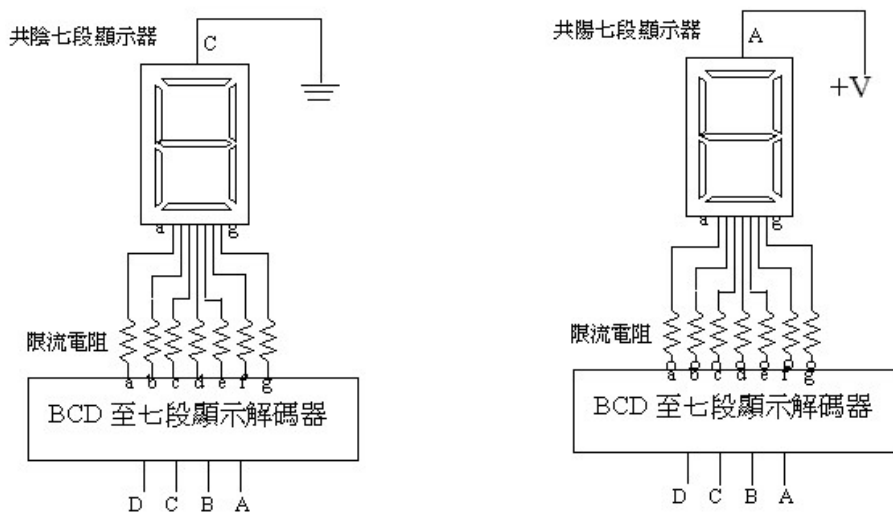 共陰七段顯示器
C
a g
限流電阻
a b c d e f g
BCD 至七段顯示解碼器
D C B A
共陽七段顯示器
A
+V
a g
限流電阻
a b c d e f g
BCD 至七段顯示解碼器
D C B A